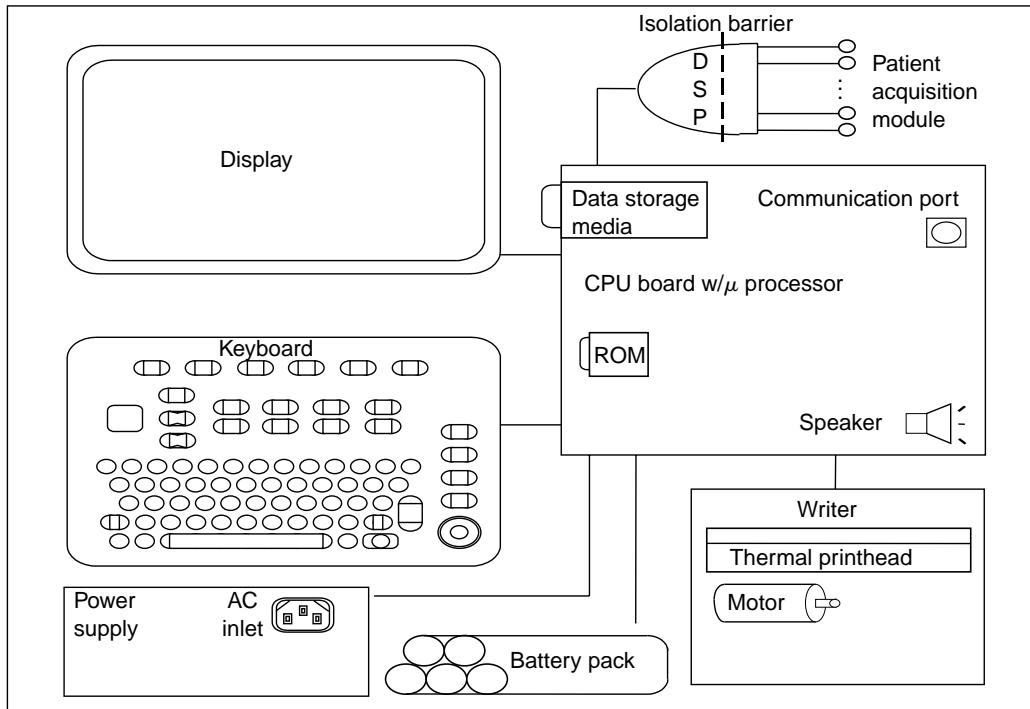 Isolation barrier
D
S
P
Patient
acquisition
module
Display
Data storage
media
Communication port
CPU board w/μ processor
Keyboard
ROM
Speaker
Writer
Thermal printhead
Motor
Power
supply
AC
inlet
Battery pack